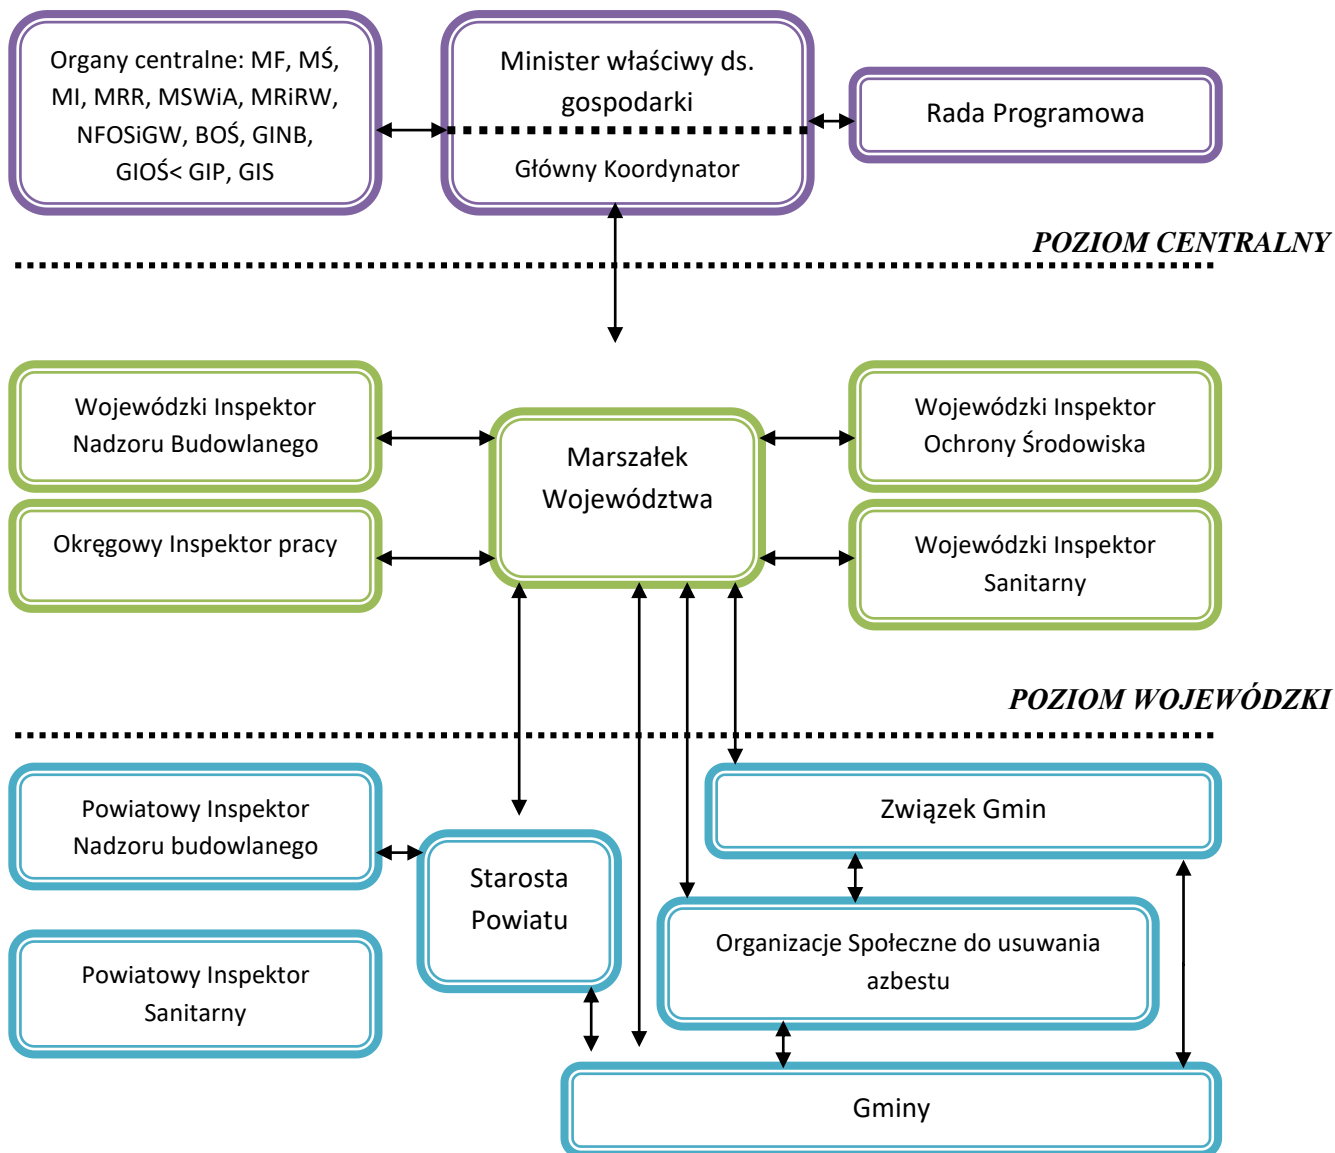 Organy centralne: MF, MŚ,
MI, MRR, MSWiA, MRiRW,
NFOSiGW, BOŚ, GINB,
GIOŚ< GIP, GIS
Minister właściwy ds.
gospodarki
Główny Koordynator
Rada Programowa
POZIOM CENTRALNY
Wojewódzki Inspektor
Nadzoru Budowlanego
Okręgowy Inspektor pracy
Marszałek
Województwa
Wojewódzki Inspektor
Ochrony Środowiska
Wojewódzki Inspektor
Sanitarny
POZIOM WOJEWÓDZKI
Powiatowy Inspektor
Nadzoru budowlanego
Powiatowy Inspektor
Sanitarny
Starosta
Powiatu
Związek Gmin
Organizacje Społeczne do usuwania
azbestu
Gminy